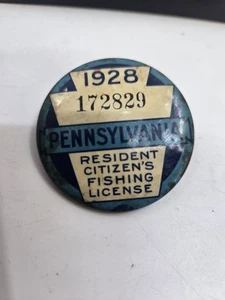 1928
172829
PENNSYLVANIA
RESIDENT
CITIZEN'S
FISHING
LICENSE